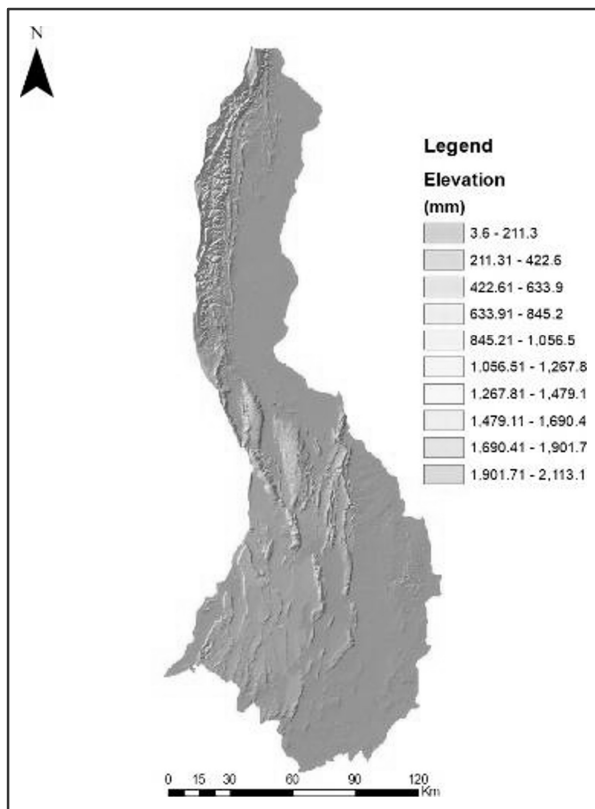 N
Legend
Elevation
(mm)
3.6 - 211.3
211.31 - 422.6
422.61 - 633.9
633.91 - 845.2
845.21 - 1,056.5
1,056.51 - 1,267.8
1,267.81 - 1,479.1
1,479.11 - 1,690.4
1,690.41 - 1,901.7
1,901.71 - 2,113.1
0 15 30 60 90 120
Km